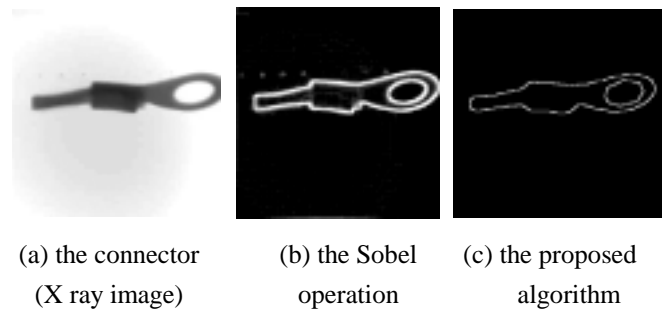 (a) the connector (b) the Sobel (c) the proposed
(X ray image) operation algorithm